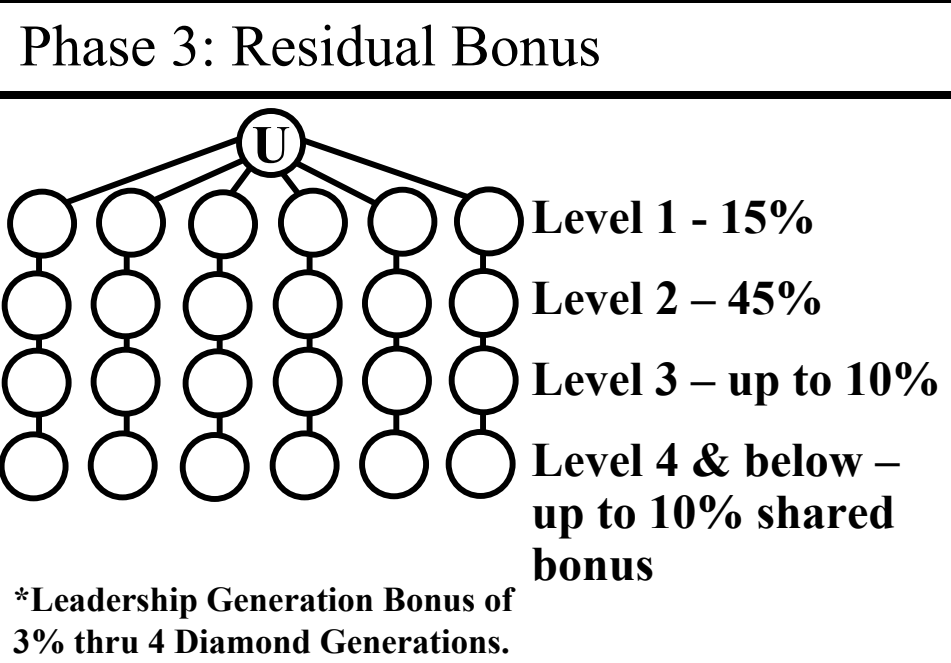 Phase 3: Residual Bonus
U
Level 1 - 15%
Level 2 – 45%
Level 3 – up to 10%
Level 4 & below –
up to 10% shared
bonus
*Leadership Generation Bonus of
3% thru 4 Diamond Generations.